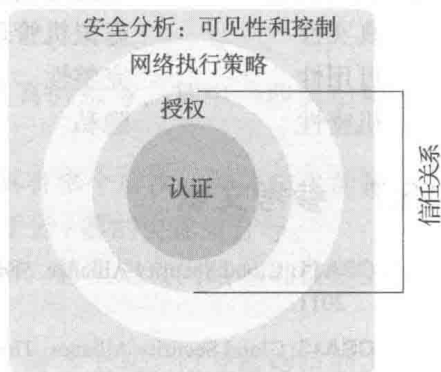 安全分析：可见性和控制
网络执行策略
授权
认证
信任关系